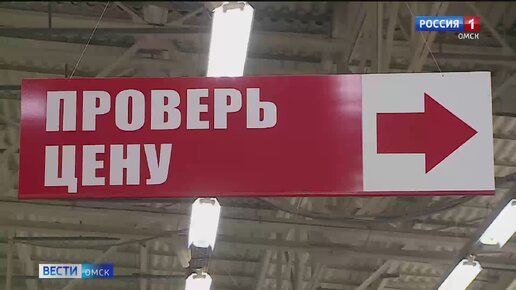 РОССИЯ 1
ОМСК
ПРОВЕРЬ
ЦЕНУ
ВЕСТИ ОМСК